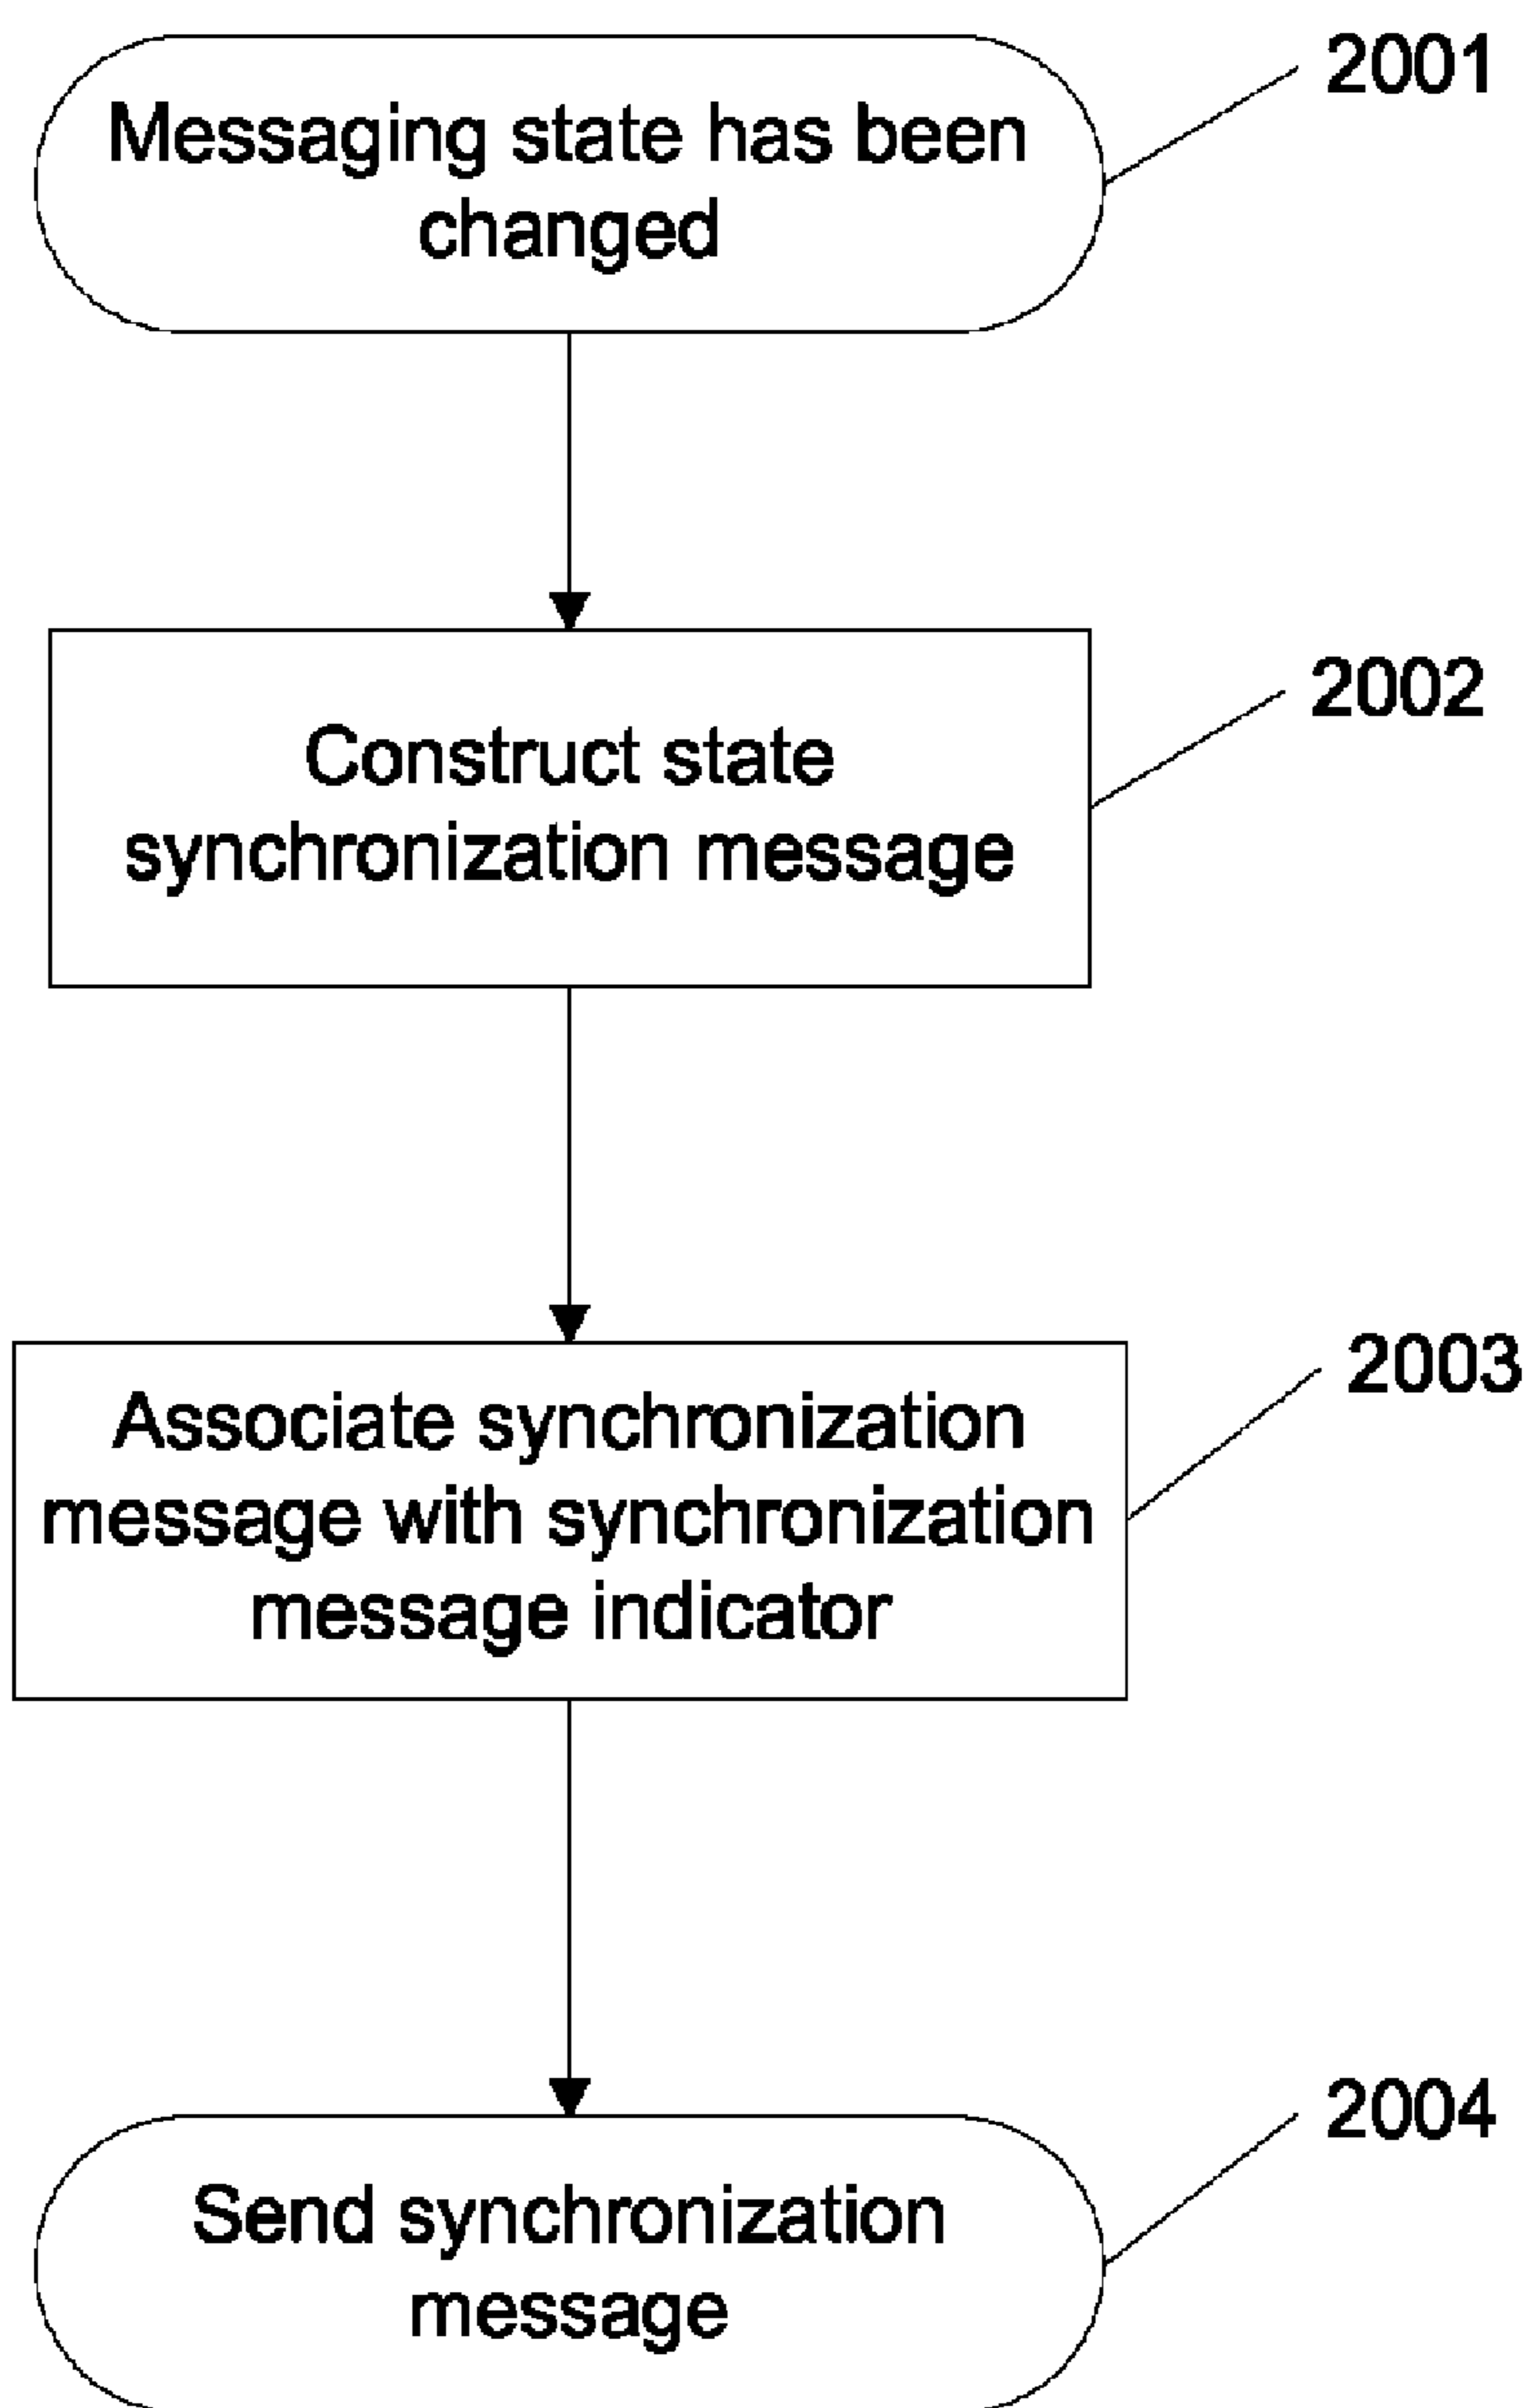 Messaging state has been
changed
2001
Construct state
synchronization message
2002
Associate synchronization
message with synchronization
message indicator
2003
Send synchronization
message
2004